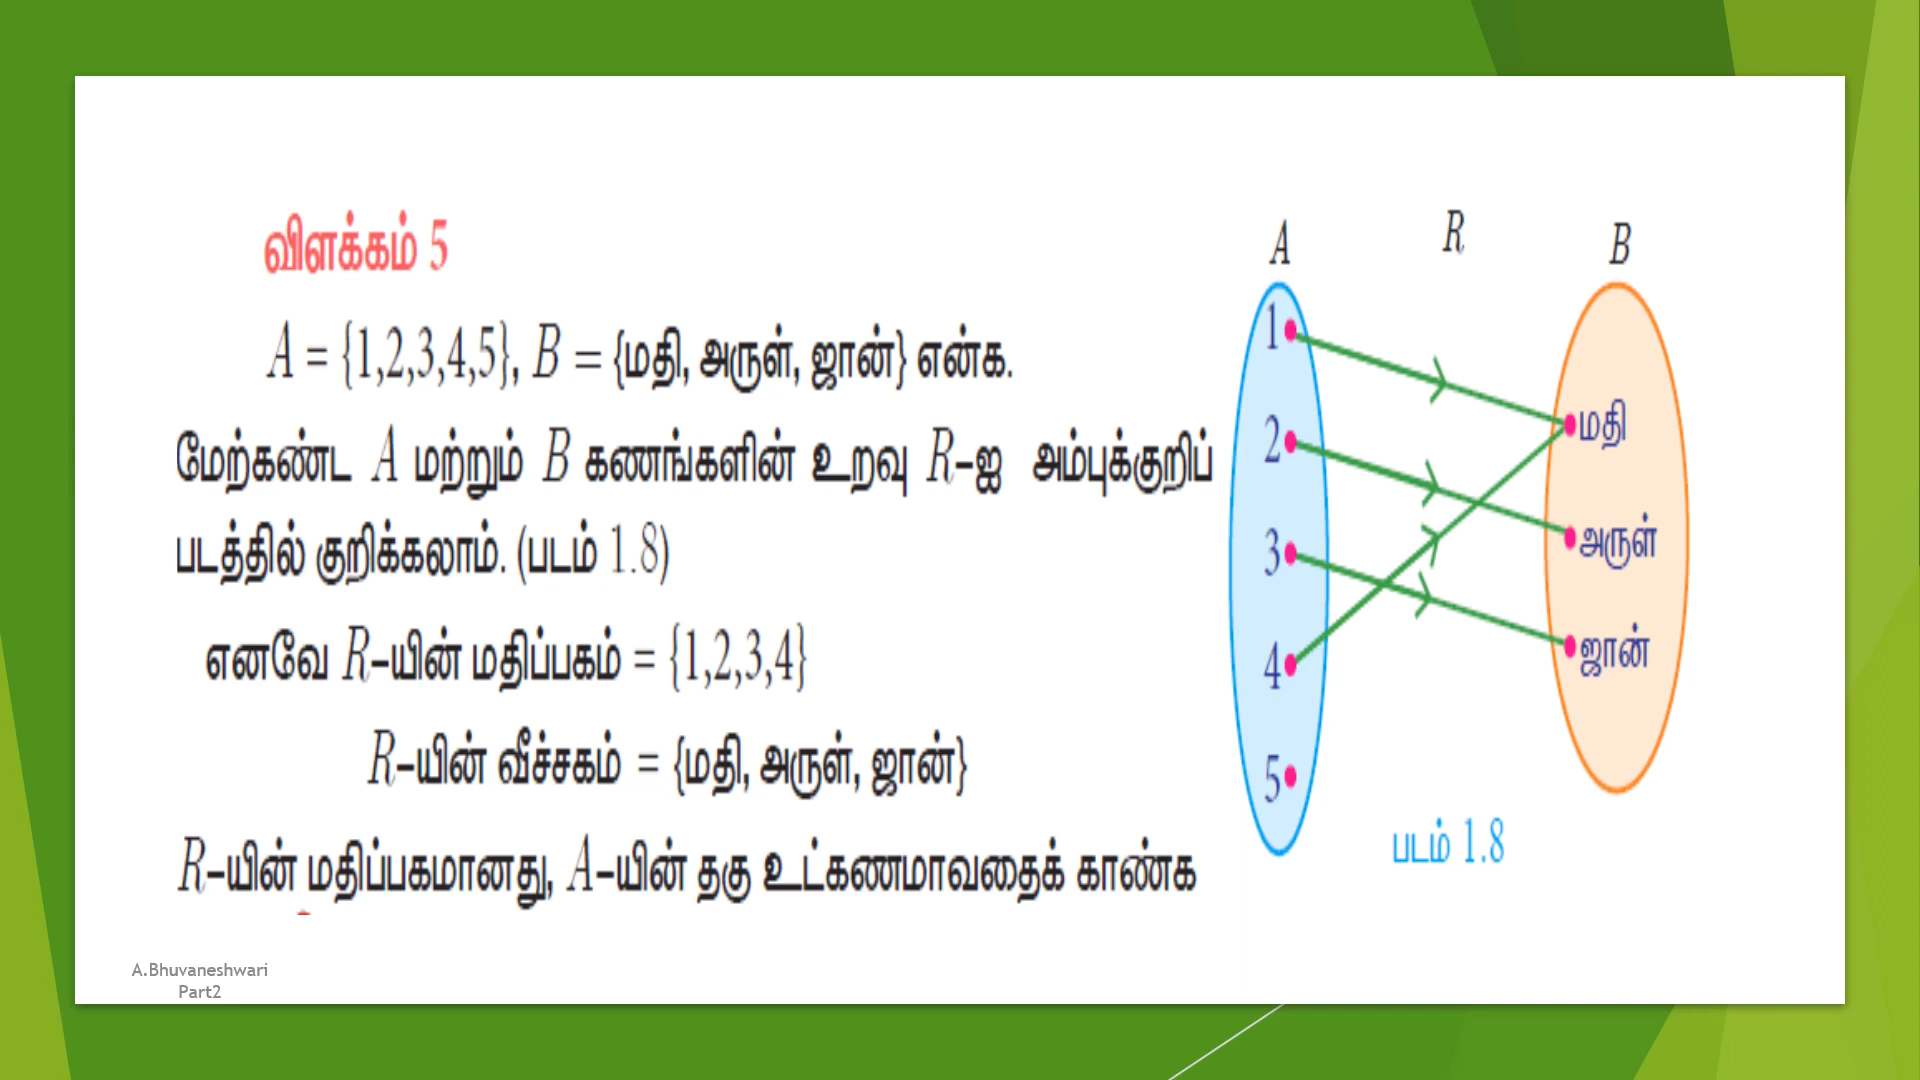 விளக்கம் 5
A = {1,2,3,4,5}, B = {மதி, அருள், ஜான்} என்க.
மேற்கண்ட A மற்றும் B கணங்களின் உறவு R-ஐ அம்புக்குறிப்
படத்தில் குறிக்கலாம். (படம் 1.8)
எனவே R-யின் மதிப்பகம் = {1,2,3,4}
R-யின் வீச்சகம் = {மதி, அருள், ஜான்}
R-யின் மதிப்பகமானது, A-யின் தகு உட்கணமாவதைக் காண்க
A R B
1
2
3
4
5
மதி
அருள்
ஜான்
படம் 1.8
A.Bhuvaneshwari
Part2